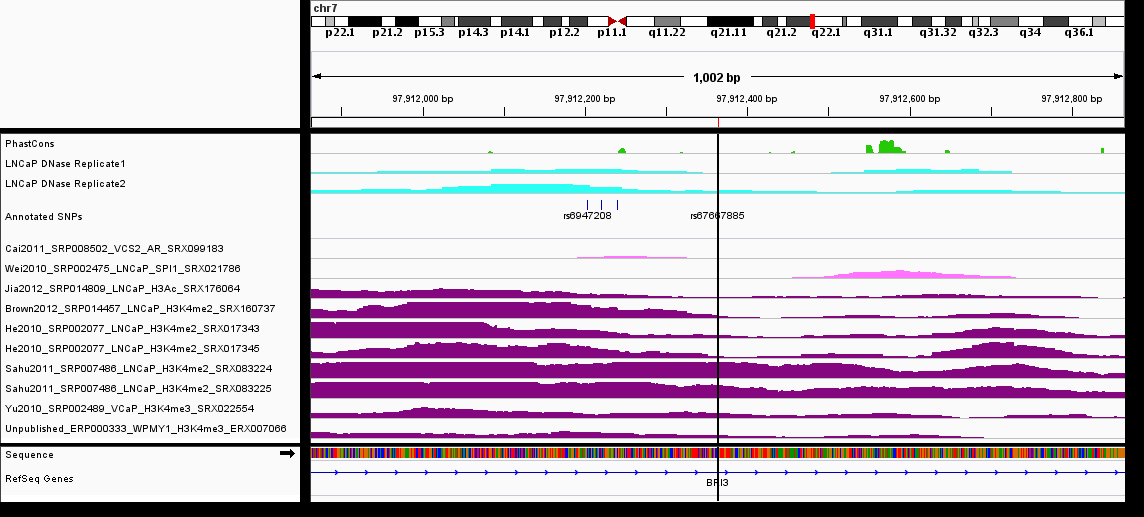 chr7
p22.1 p21.2 p15.3 p14.3 p14.1 p12.2 p11.1 q11.22 q21.11 q21.2 q22.1 q31.1 q31.32 q32.3 q34 q36.1
1,002 bp
97,912,000 bp 97,912,200 bp 97,912,400 bp 97,912,600 bp 97,912,800 bp
PhastCons
LNCaP DNase Replicate1
LNCaP DNase Replicate2
Annotated SNPs
rs6947208 rs67667885
Cai2011_SRP008502_VCS2_AR_SRX099183
Wei2010_SRP002475_LNCaP_SPI1_SRX021786
Jia2012_SRP014809_LNCaP_H3Ac_SRX176064
Brown2012_SRP014457_LNCaP_H3K4me2_SRX160737
He2010_SRP002077_LNCaP_H3K4me2_SRX017343
He2010_SRP002077_LNCaP_H3K4me2_SRX017345
Sahu2011_SRP007486_LNCaP_H3K4me2_SRX083224
Sahu2011_SRP007486_LNCaP_H3K4me2_SRX083225
Yu2010_SRP002489_VCaP_H3K4me3_SRX022554
Unpublished_ERP000333_WPMY1_H3K4me3_ERX007066
Sequence
RefSeq Genes
BRI3